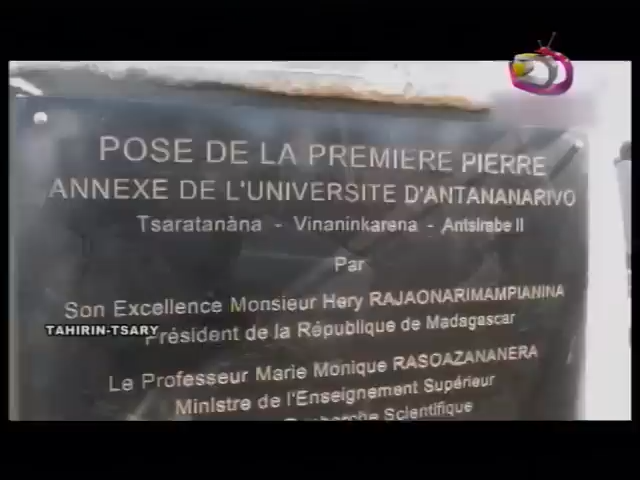 POSE DE LA PREMIERE PIERRE
ANNEXE DE L'UNIVERSITE D'ANTANANARIVO
Tsaratanàna - Vinaninkarena - Antsirabe II
Par
Son Excellence Monsieur Hery RAJAONARIMAMPIANINA
TAHIRIN-TSARY
Président de la République de Madagascar
Le Professeur Marie Monique RASOAZANANERA
Ministre de l'Enseignement Supérieur
Recherche Scientifique